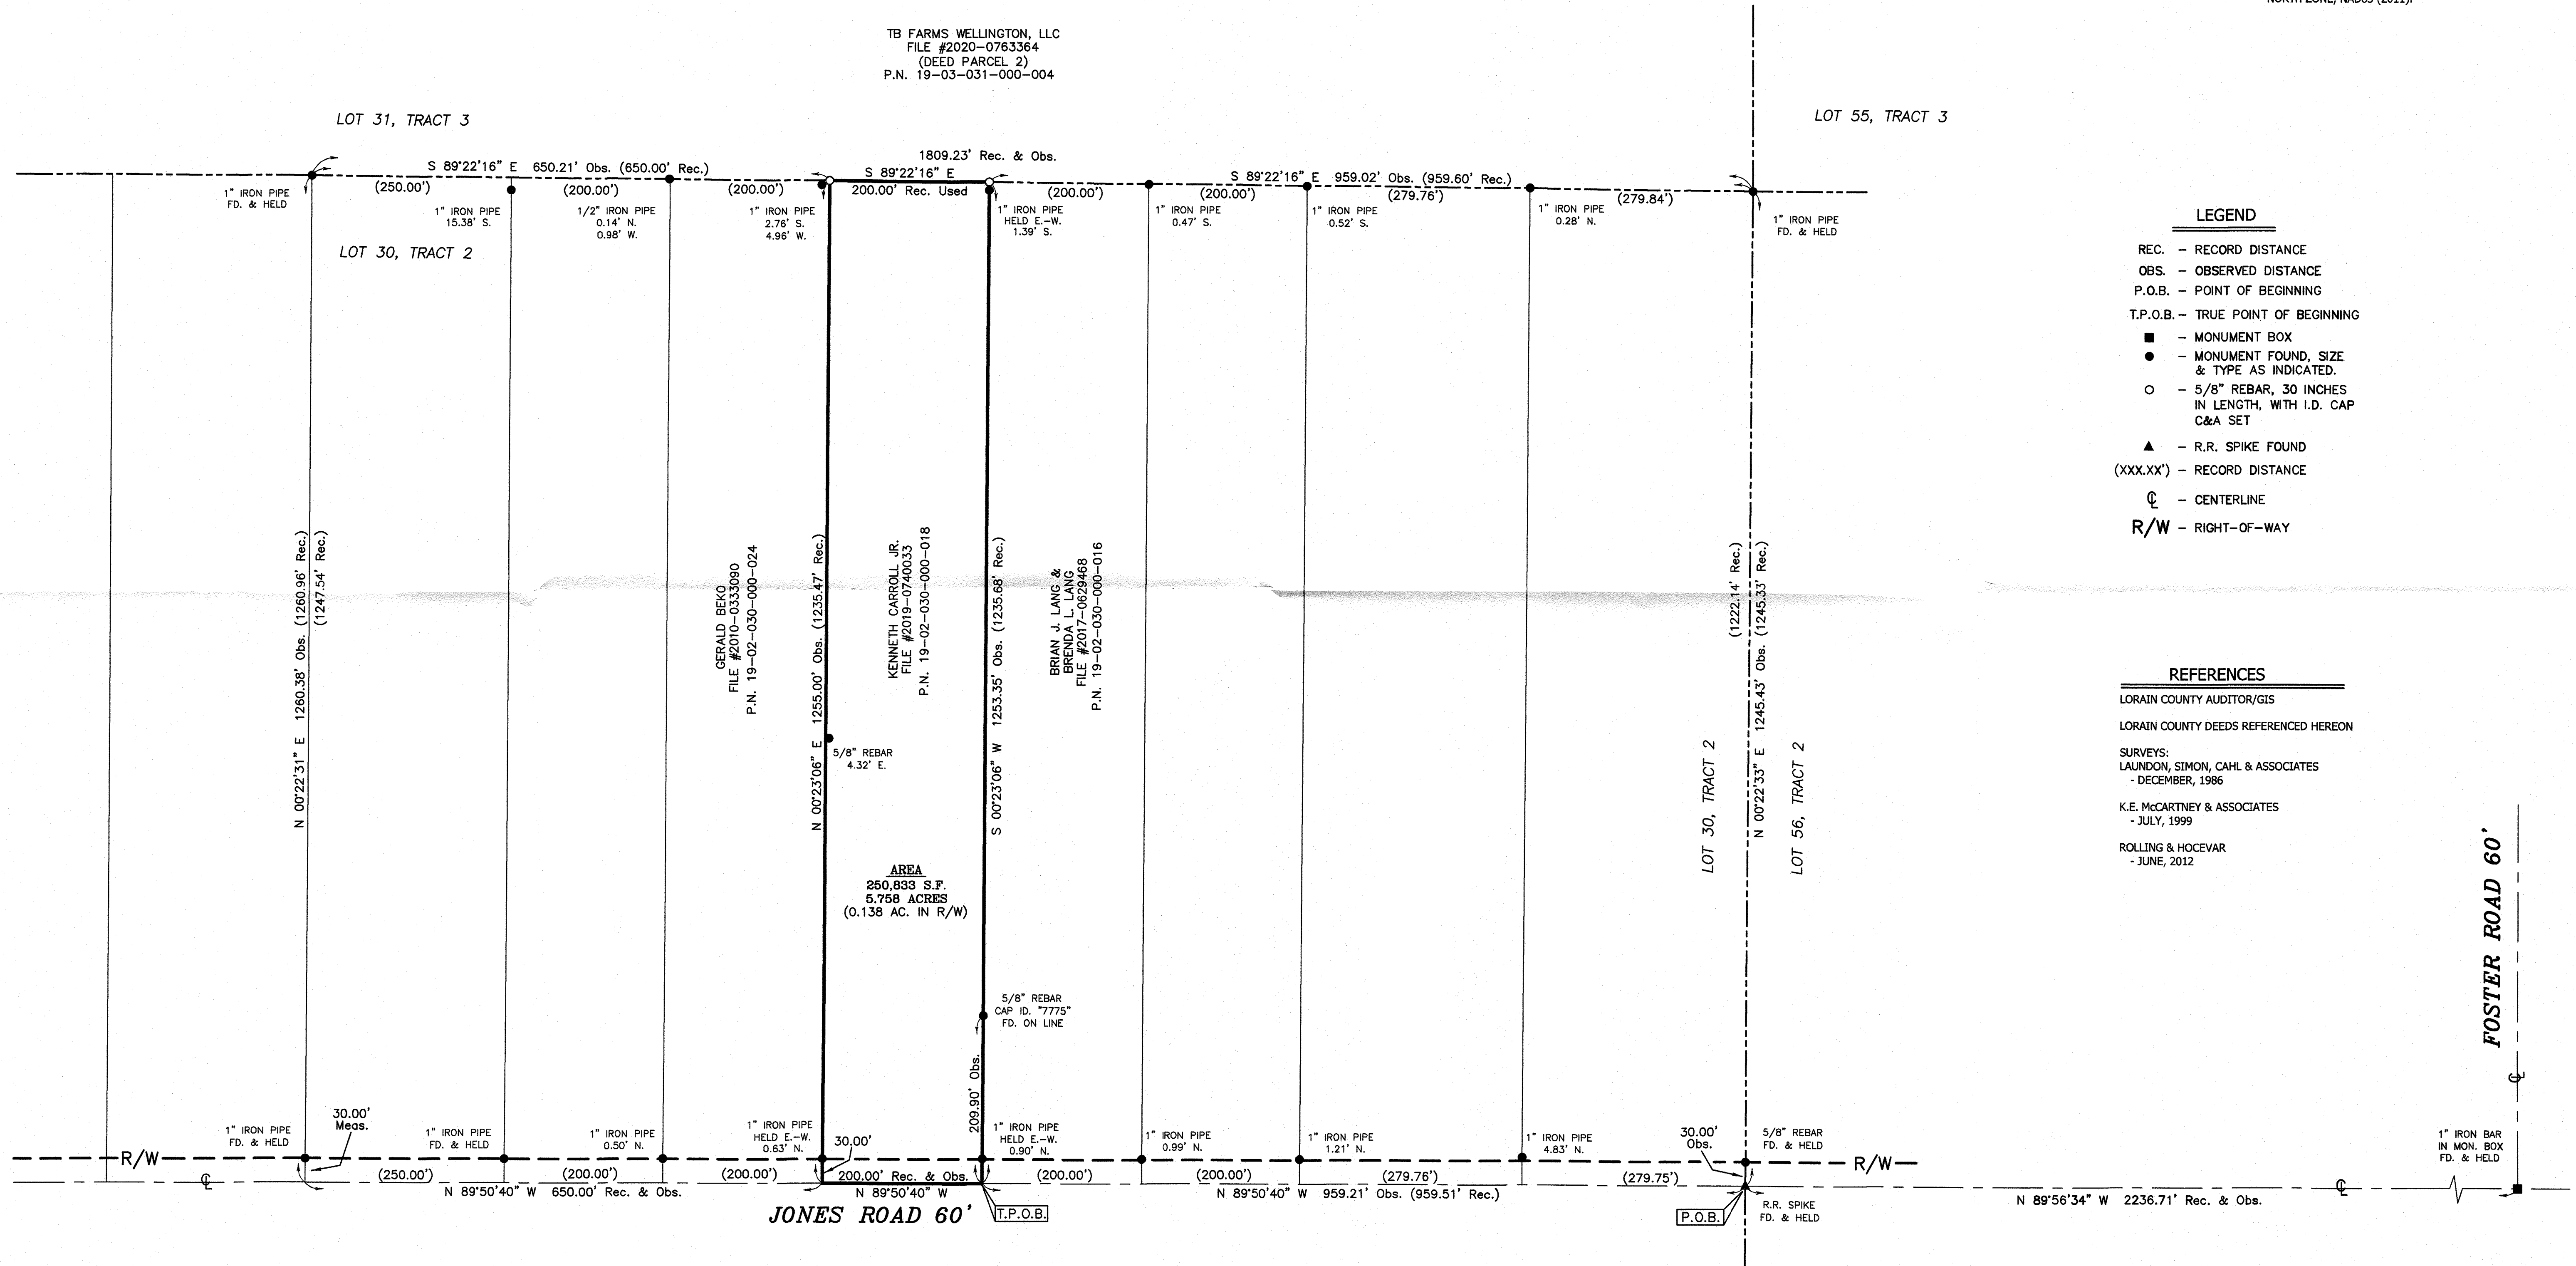 NORTH ZONE, NAD83 (2011).
TB FARMS WELLINGTON, LLC
FILE #2020-0763364
(DEED PARCEL 2)
P.N. 19-03-031-000-004
LOT 31, TRACT 3
LOT 55, TRACT 3
1809.23' Rec. & Obs.
S 89°22'16" E 650.21' Obs. (650.00' Rec.)
S 89°22'16" E
S 89°22'16" E 959.02' Obs. (959.60' Rec.)
(250.00')
(200.00')
(200.00')
200.00' Rec. Used
(200.00')
(200.00')
(279.76')
(279.84')
1" IRON PIPE
FD. & HELD
1" IRON PIPE
15.38' S.
1/2" IRON PIPE
0.14' N.
0.98' W.
1" IRON PIPE
2.76' S.
4.96' W.
1" IRON PIPE
HELD E.-W.
1.39' S.
1" IRON PIPE
0.47' S.
1" IRON PIPE
0.52' S.
1" IRON PIPE
0.28' N.
1" IRON PIPE
FD. & HELD
LOT 30, TRACT 2
LEGEND
REC. - RECORD DISTANCE
OBS. - OBSERVED DISTANCE
P.O.B. - POINT OF BEGINNING
T.P.O.B. - TRUE POINT OF BEGINNING
■ - MONUMENT BOX
● - MONUMENT FOUND, SIZE
& TYPE AS INDICATED.
○ - 5/8" REBAR, 30 INCHES
IN LENGTH, WITH I.D. CAP
C&A SET
▲ - R.R. SPIKE FOUND
(XXX.XX') - RECORD DISTANCE
℄ - CENTERLINE
R/W - RIGHT-OF-WAY
N 00°22'31" E 1260.38' Obs. (1260.96' Rec.)
(1247.54' Rec.)
GERALD BEKO
FILE #2010-0333090
P.N. 19-02-030-000-024
N 00°23'06" E 1255.00' Obs. (1235.47' Rec.)
KENNETH CARROLL JR.
FILE #2019-0740033
P.N. 19-02-030-000-018
S 00°23'06" W 1253.35' Obs. (1235.68' Rec.)
BRIAN J. LANG &
BRENDA L. LANG
FILE #2017-0629468
P.N. 19-02-030-000-016
(1222.14' Rec.)
N 00°22'33" E 1245.43' Obs. (1245.33' Rec.)
LOT 30, TRACT 2
LOT 56, TRACT 2
5/8" REBAR
4.32' E.
AREA
250,833 S.F.
5.758 ACRES
(0.138 AC. IN R/W)
5/8" REBAR
CAP ID. "7775"
FD. ON LINE
209.90' Obs.
REFERENCES
LORAIN COUNTY AUDITOR/GIS
LORAIN COUNTY DEEDS REFERENCED HEREON
SURVEYS:
LAUNDON, SIMON, CAHL & ASSOCIATES
- DECEMBER, 1986
K.E. McCARTNEY & ASSOCIATES
- JULY, 1999
ROLLING & HOCEVAR
- JUNE, 2012
FOSTER ROAD 60'
℄
1" IRON PIPE
FD. & HELD
30.00'
Meas.
1" IRON PIPE
FD. & HELD
1" IRON PIPE
0.50' N.
1" IRON PIPE
HELD E.-W.
0.63' N.
30.00'
1" IRON PIPE
HELD E.-W.
0.90' N.
1" IRON PIPE
0.99' N.
1" IRON PIPE
1.21' N.
1" IRON PIPE
4.83' N.
30.00'
Obs.
5/8" REBAR
FD. & HELD
1" IRON BAR
IN MON. BOX
FD. & HELD
R/W
R/W
℄
(250.00')
(200.00')
(200.00')
200.00' Rec. & Obs.
(200.00')
(200.00')
(279.76')
(279.75')
℄
N 89°50'40" W 650.00' Rec. & Obs.
N 89°50'40" W
N 89°50'40" W 959.21' Obs. (959.51' Rec.)
N 89°56'34" W 2236.71' Rec. & Obs.
JONES ROAD 60'
T.P.O.B.
P.O.B.
R.R. SPIKE
FD. & HELD